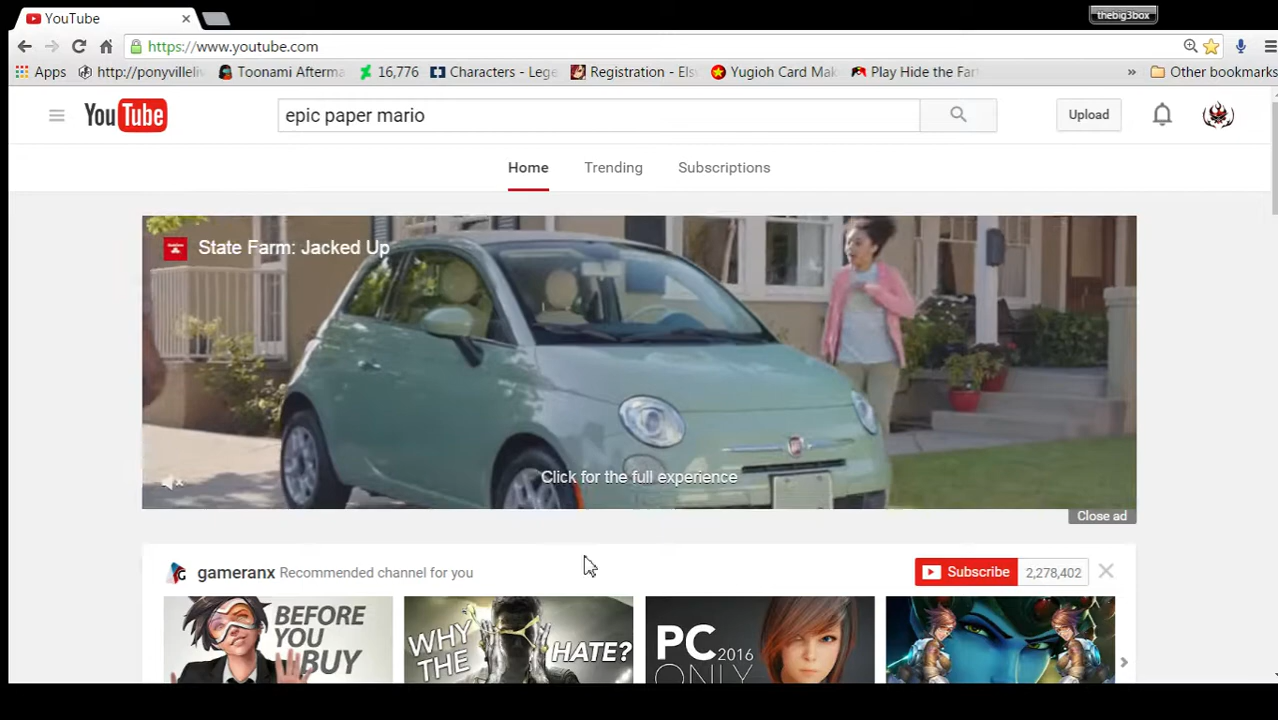 YouTube
thebig3box
https://www.youtube.com
Apps
http://ponyvilleliv
Toonami Afterma
16,776
Characters - Lege
Registration - Els
Yugioh Card Mak
Play Hide the Far
»
Other bookmarks
YouTube
epic paper mario
Upload
Home
Trending
Subscriptions
State Farm: Jacked Up
Click for the full experience
Close ad
gameranx Recommended channel for you
Subscribe 2,278,402
BEFORE
YOU
BUY
WHY
THE
HATE?
PC 2016
ONLY